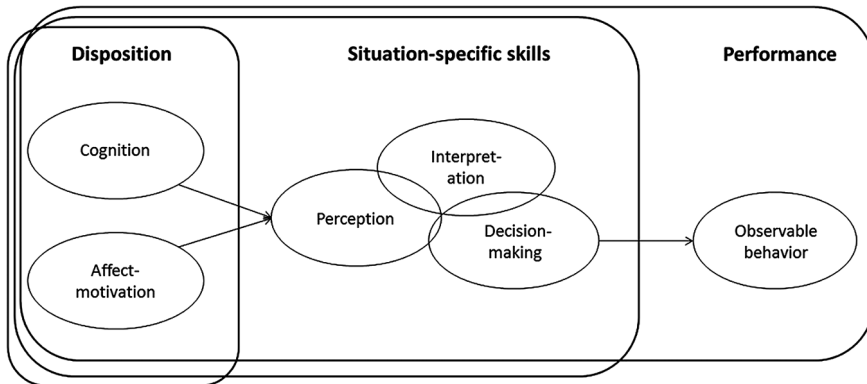 Disposition
Situation-specific skills
Performance
Cognition
Interpret-
ation
Perception
Decision-
making
Observable
behavior
Affect-
motivation